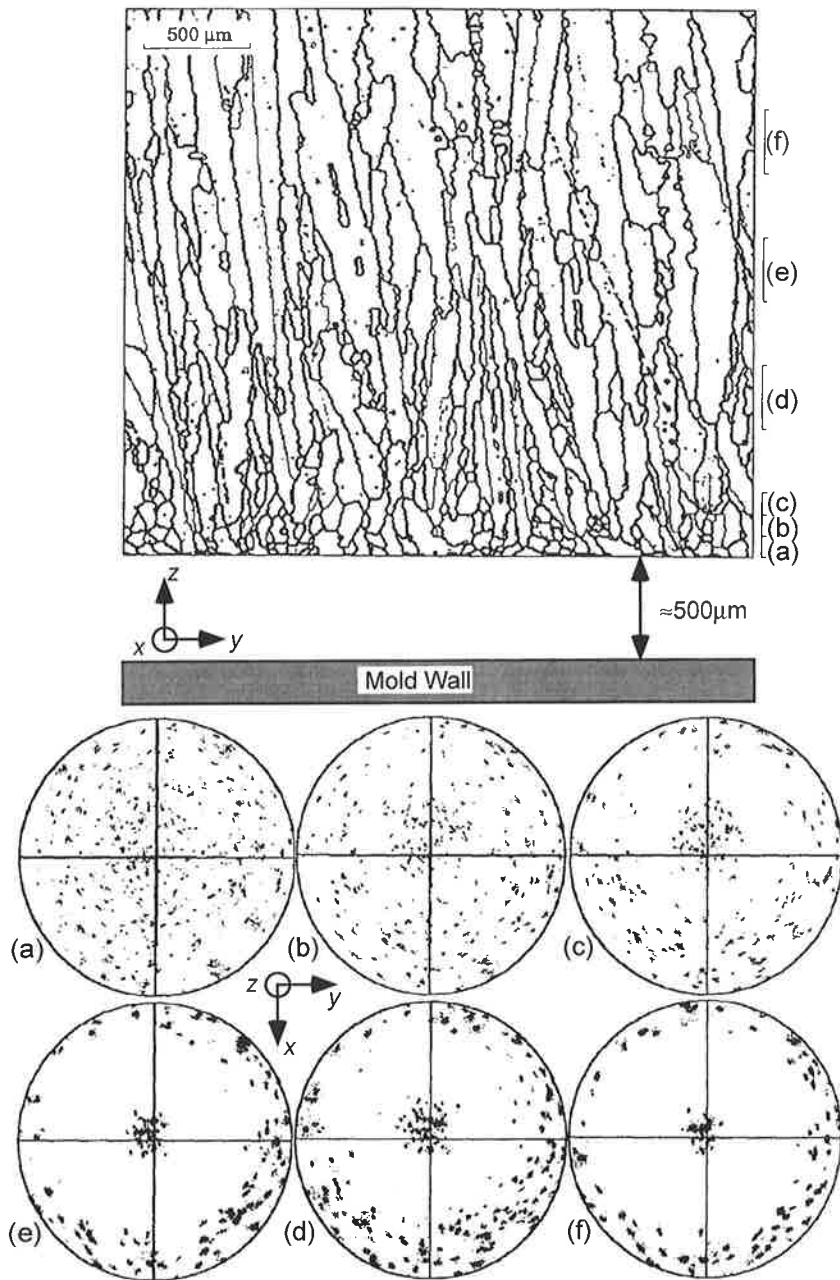 500 µm
(f)
(e)
(d)
(c)
(b)
(a)
z
x
y
≈500µm
Mold Wall
(a)
(b)
(c)
z
y
x
(e)
(d)
(f)